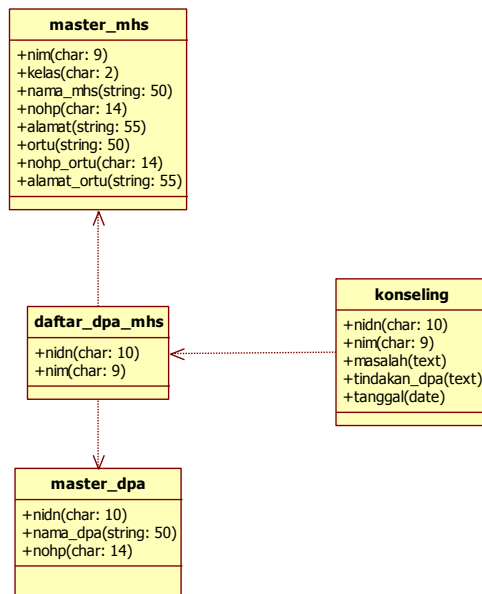 master_mhs
+nim(char: 9)
+kelas(char: 2)
+nama_mhs(string: 50)
+nohp(char: 14)
+alamat(string: 55)
+ortu(string: 50)
+nohp_ortu(char: 14)
+alamat_ortu(string: 55)
daftar_dpa_mhs
+nidn(char: 10)
+nim(char: 9)
konseling
+nidn(char: 10)
+nim(char: 9)
+masalah(text)
+tindakan_dpa(text)
+tanggal(date)
master_dpa
+nidn(char: 10)
+nama_dpa(string: 50)
+nohp(char: 14)